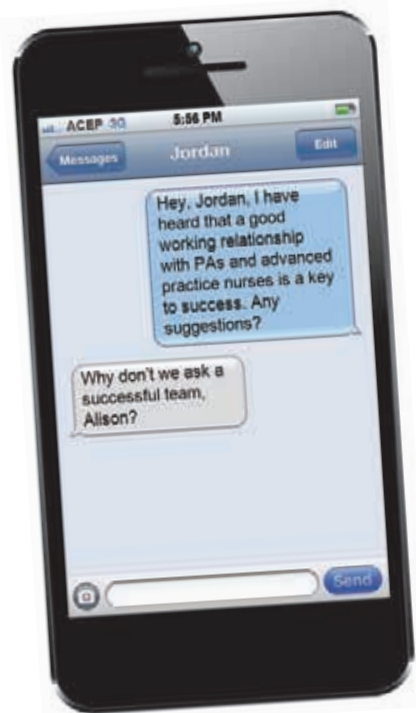 ACEP 3G 5:56 PM
Messages Jordan Edit
Hey, Jordan, I have
heard that a good
working relationship
with PAs and advanced
practice nurses is a key
to success. Any
suggestions?
Why don't we ask a
successful team,
Alison?
Send